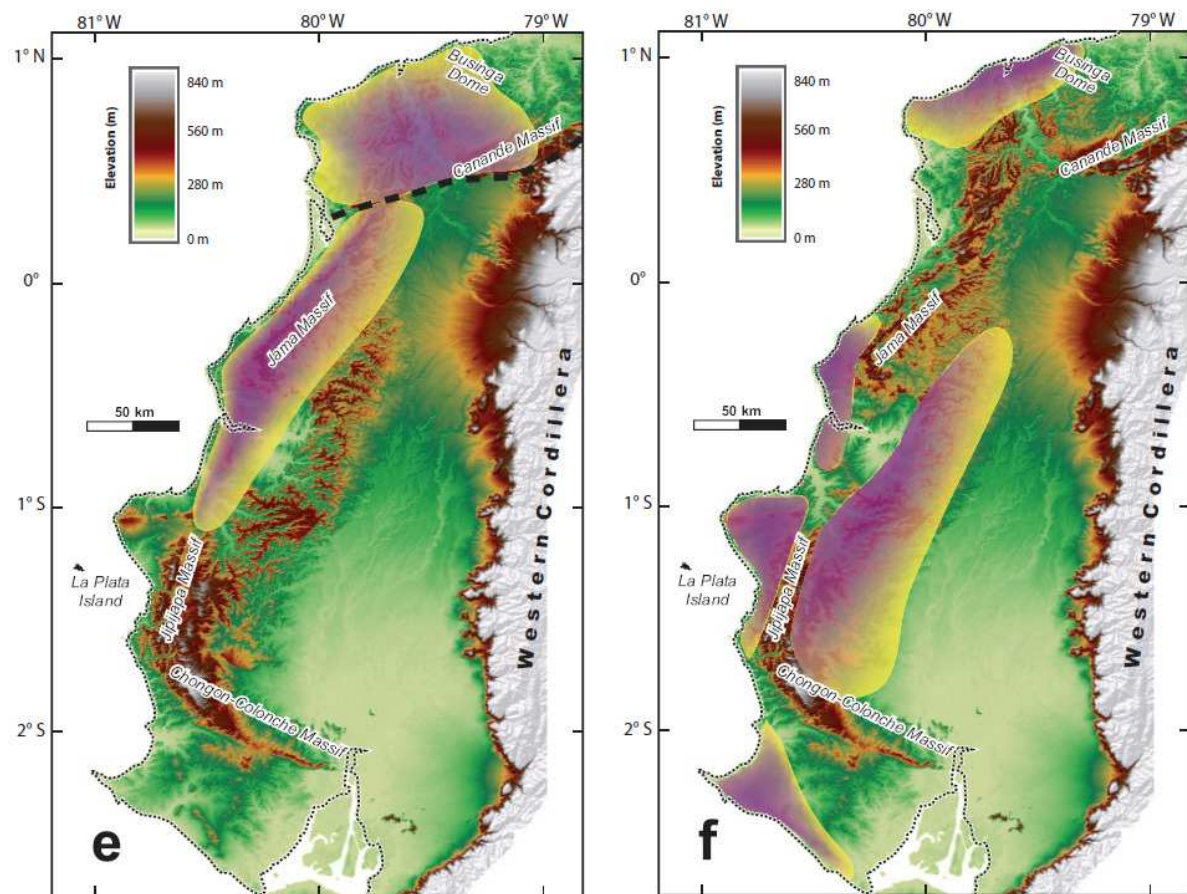 81°W
80°W
79°W
1°N
0°
1°S
2°S
Elevation (m)
840 m
560 m
280 m
0 m
Businga
Dome
Canande Massif
Jama Massif
50 km
La Plata
Island
Jipijapa Massif
Chongon-Colonche Massif
Western Cordillera
e
81°W
80°W
79°W
1°N
0°
1°S
2°S
Elevation (m)
840 m
560 m
280 m
0 m
Businga
Dome
Canande Massif
Jama Massif
50 km
La Plata
Island
Jipijapa Massif
Chongon-Colonche Massif
Western Cordillera
f